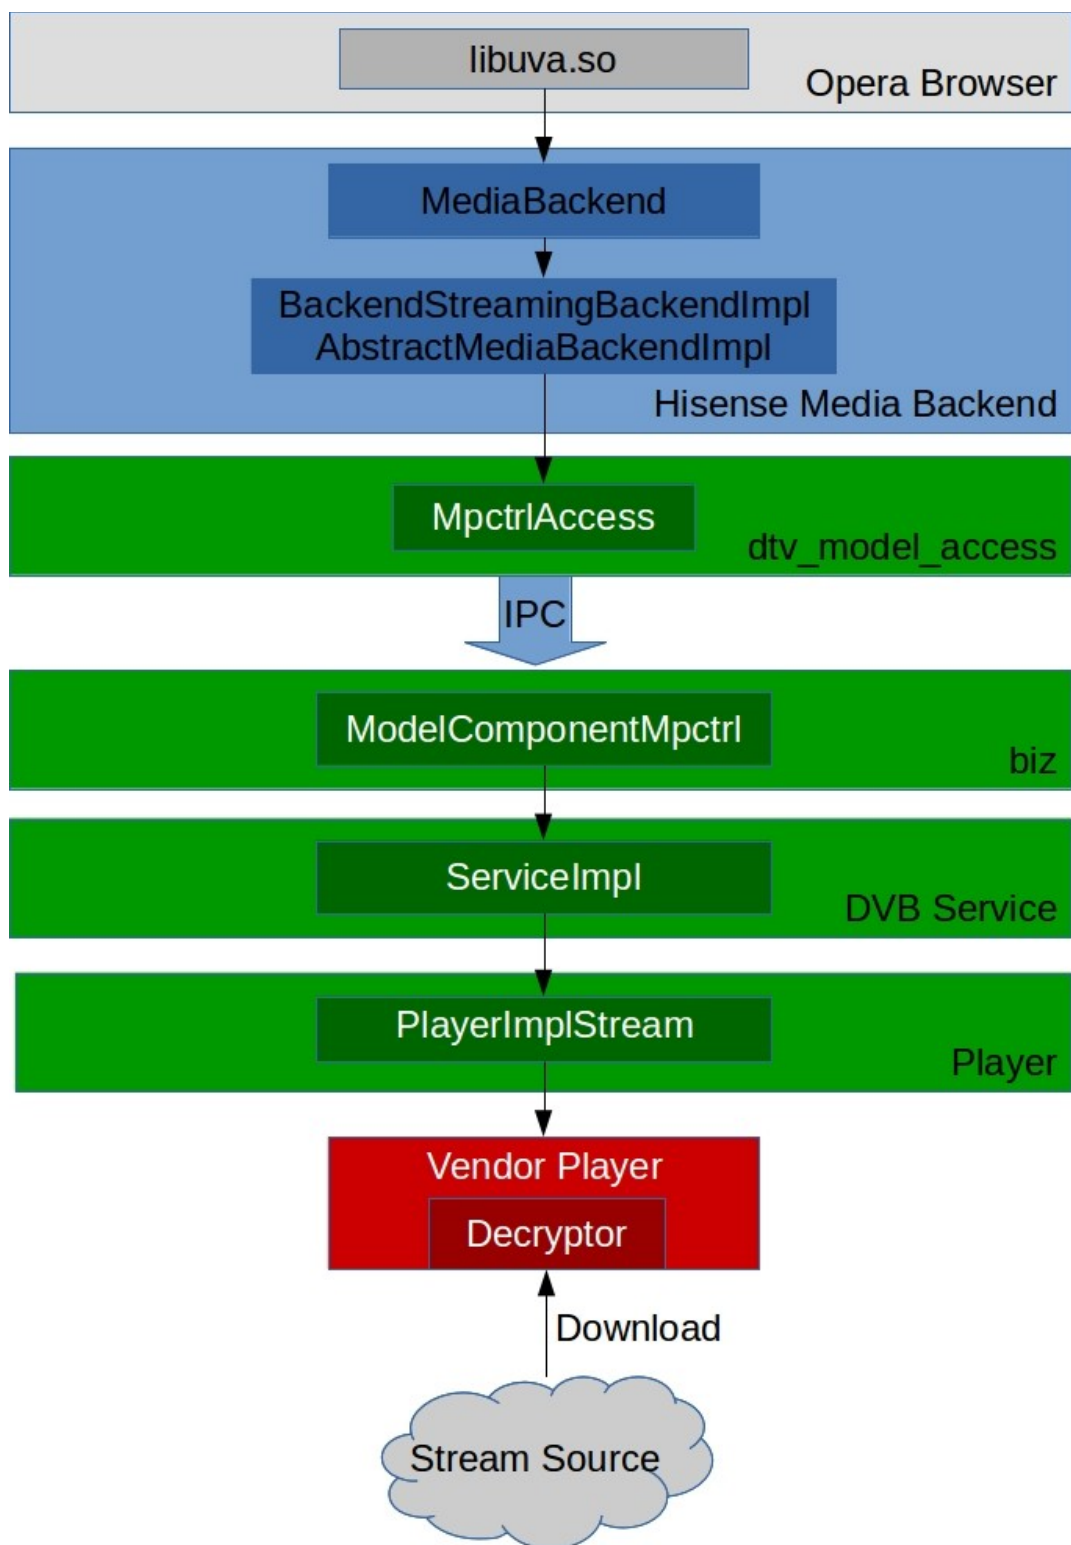 libuva.so
Opera Browser
MediaBackend
BackendStreamingBackendImpl
AbstractMediaBackendImpl
Hisense Media Backend
MpctrlAccess
dtv_model_access
IPC
ModelComponentMpctrl
biz
ServiceImpl
DVB Service
PlayerImplStream
Player
Vendor Player
Decryptor
Download
Stream Source